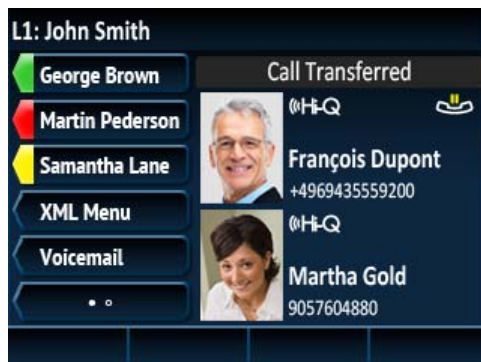 L1: John Smith
George Brown
Martin Pederson
Samantha Lane
XML Menu
Voicemail
Call Transferred
Hi-Q
François Dupont
+4969435559200
Hi-Q
Martha Gold
9057604880